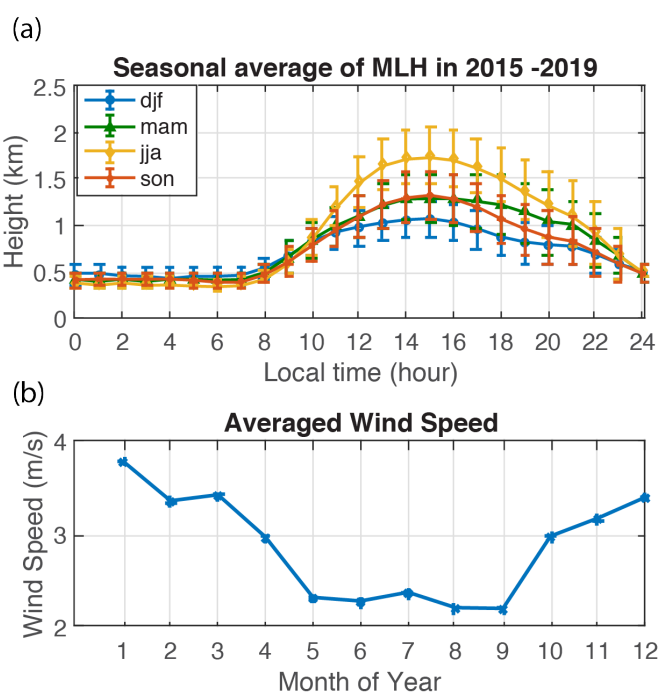 (a)
Seasonal average of MLH in 2015 -2019
2.5
2
1.5
1
0.5
0
Height (km)
djf
mam
jja
son
0 2 4 6 8 10 12 14 16 18 20 22 24
Local time (hour)
(b)
Averaged Wind Speed
4
3
2
Wind Speed (m/s)
1 2 3 4 5 6 7 8 9 10 11 12
Month of Year